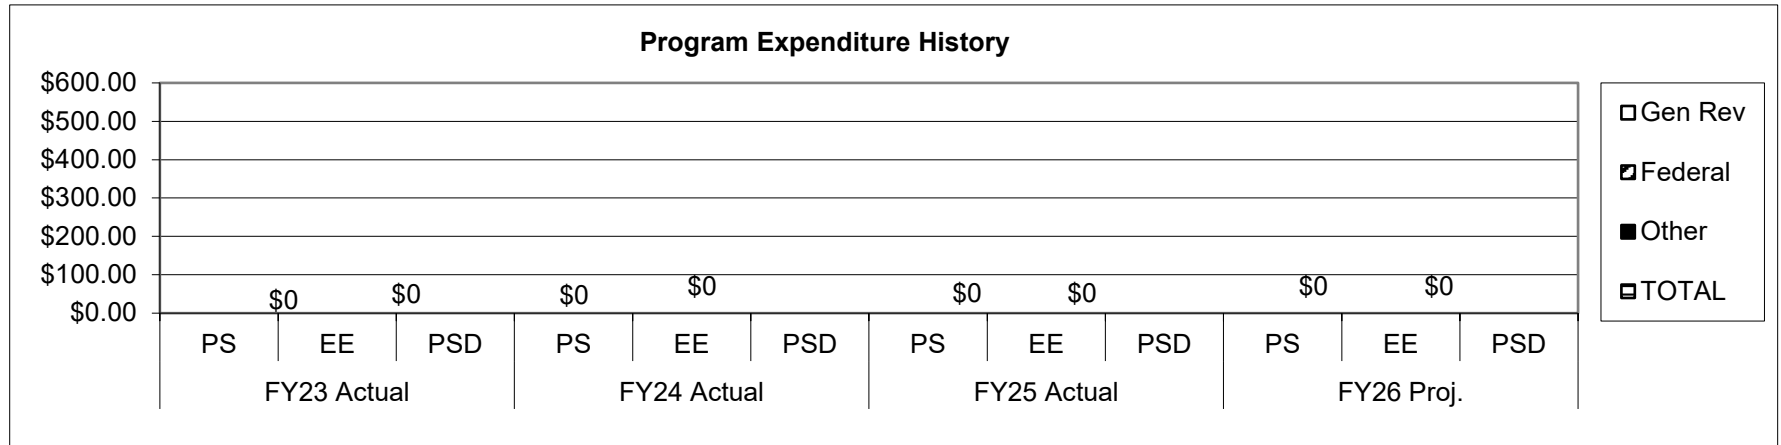 Program Expenditure History
$600.00
$500.00
$400.00
$300.00
$200.00
$100.00
$0.00
$0 $0 $0 $0 $0 $0 $0 $0
PS EE PSD PS EE PSD PS EE PSD PS EE PSD
FY23 Actual FY24 Actual FY25 Actual FY26 Proj.
Gen Rev
Federal
Other
TOTAL